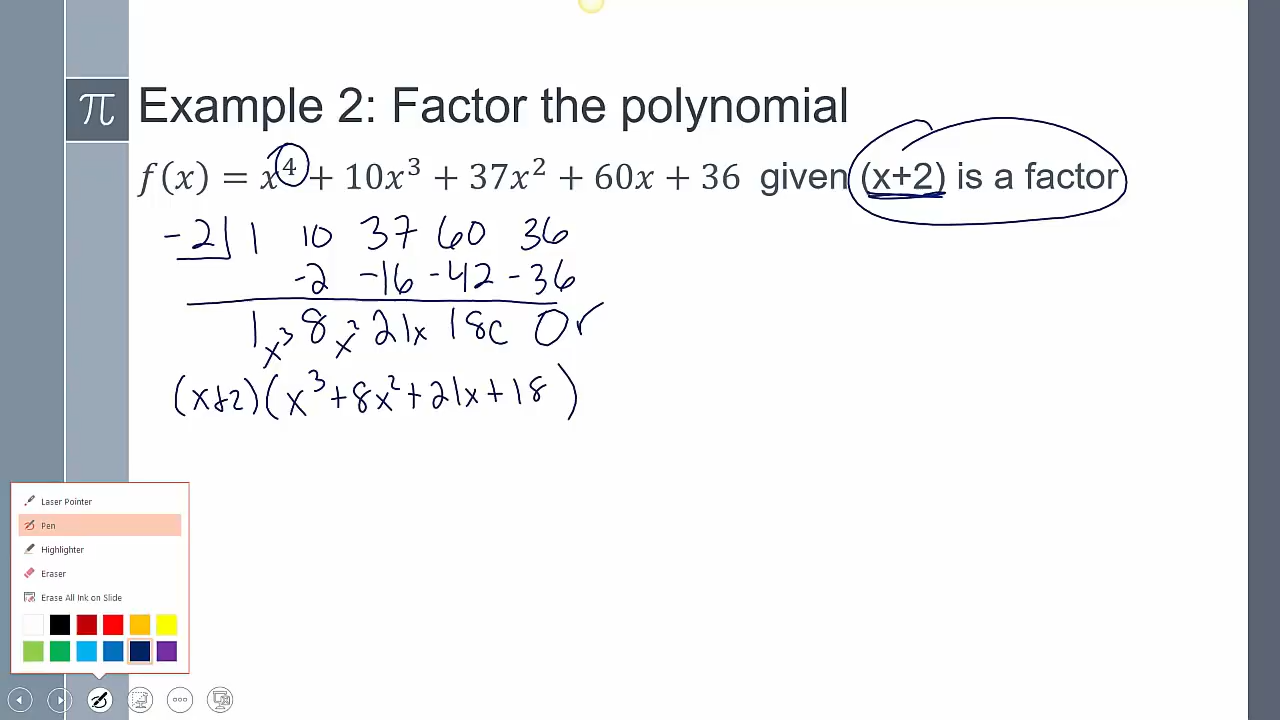 π Example 2: Factor the polynomial
f(x) = x⁴ + 10x³ + 37x² + 60x + 36 given (x+2) is a factor
-2| 1 10 37 60 36
-2 -16 -42 -36
1x³ 8x² 21x 18c 0r
(x+2)(x³+8x²+21x+18)
Laser Pointer
Pen
Highlighter
Eraser
Erase All Ink on Slide